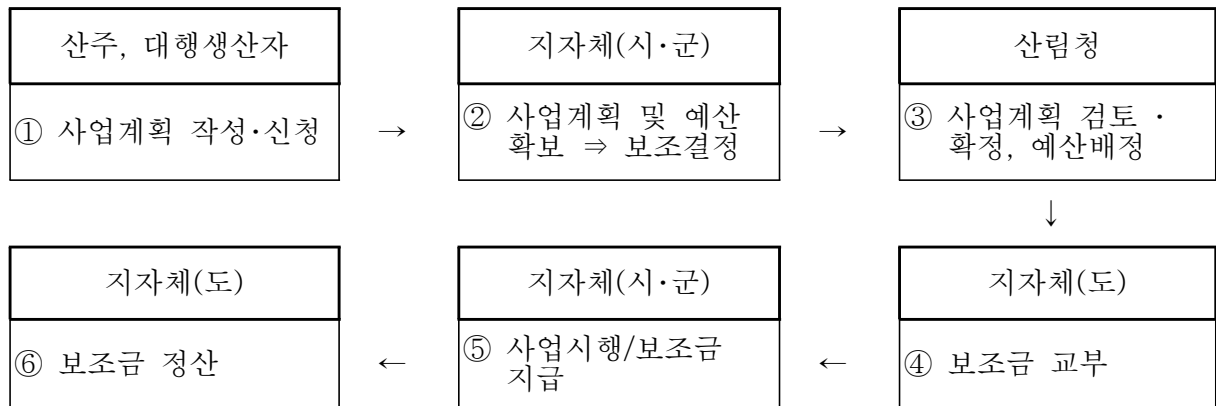 산주, 대행생산자
① 사업계획 작성·신청
→
지자체(시·군)
② 사업계획 및 예산
확보 ⇒ 보조결정
→
산림청
③ 사업계획 검토 ·
확정, 예산배정
↓
지자체(도)
④ 보조금 교부
←
지자체(시·군)
⑤ 사업시행/보조금
지급
←
지자체(도)
⑥ 보조금 정산